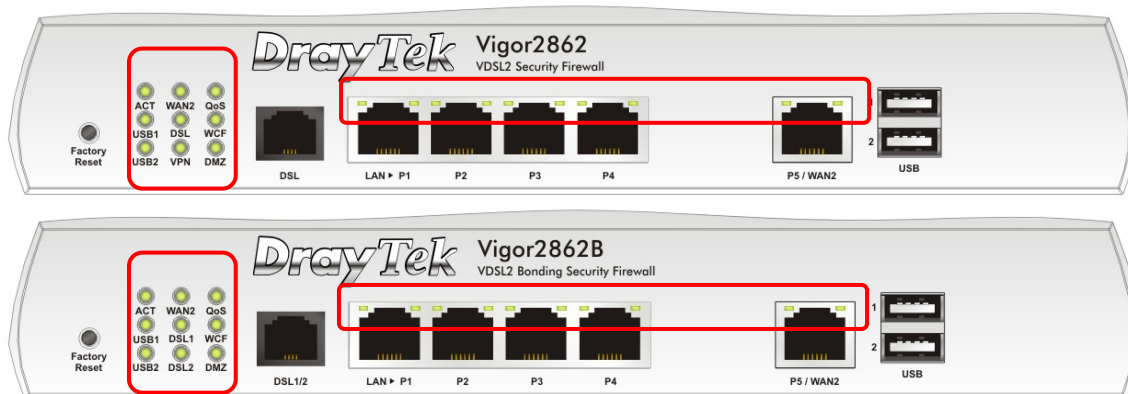 DrayTek Vigor2862
VDSL2 Security Firewall
ACT WAN2 QoS
USB1 DSL WCF
USB2 VPN DMZ
Factory
Reset
DSL
LAN ▶ P1 P2 P3 P4
P5 / WAN2
2
USB
DrayTek Vigor2862B
VDSL2 Bonding Security Firewall
ACT WAN2 QoS
USB1 DSL1 WCF
USB2 DSL2 DMZ
Factory
Reset
DSL1/2
LAN ▶ P1 P2 P3 P4
P5 / WAN2
1
2
USB